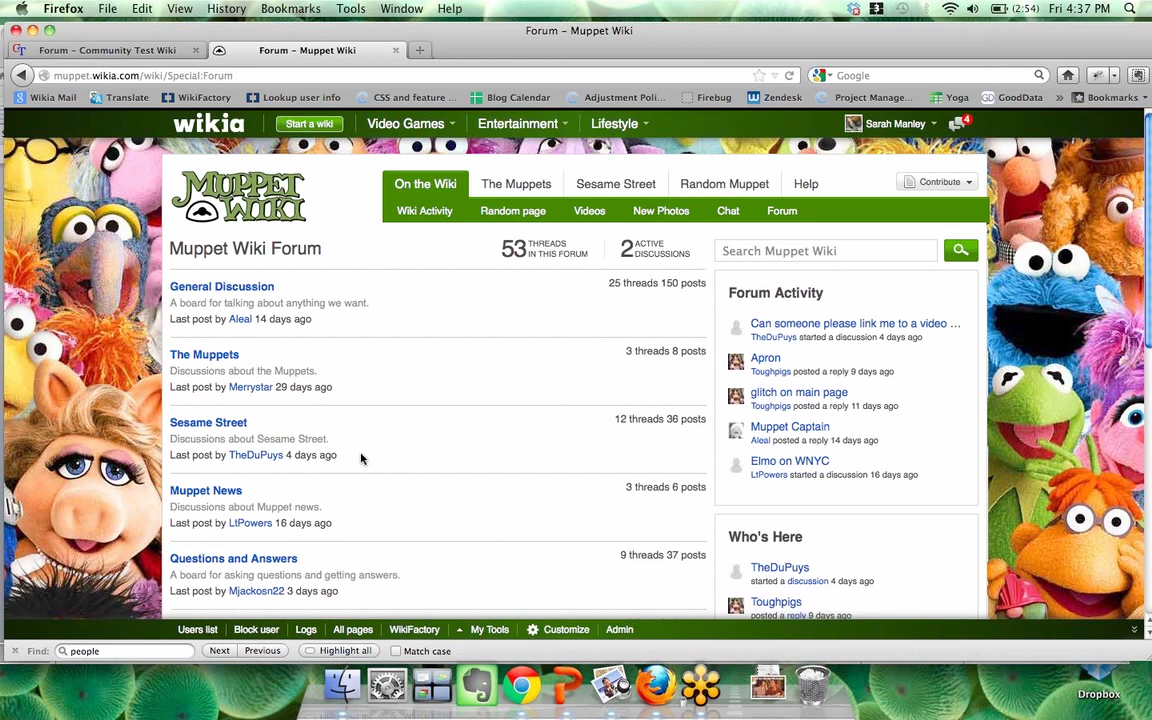 Firefox File Edit View History Bookmarks Tools Window Help (2:54) Fri 4:37 PM
Forum – Muppet Wiki
Forum – Community Test Wiki Forum – Muppet Wiki
muppet.wikia.com/wiki/Special:Forum Google
Wikia Mail Translate WikiFactory Lookup user info CSS and feature ... Blog Calendar Adjustment Poli... Firebug Zendesk Project Manage... Yoga GoodData » Bookmarks
wikia Start a wiki Video Games Entertainment Lifestyle Sarah Manley 4
MUPPET WIKI
On the Wiki The Muppets Sesame Street Random Muppet Help Contribute
Wiki Activity Random page Videos New Photos Chat Forum
Muppet Wiki Forum
53 THREADS IN THIS FORUM
2 ACTIVE DISCUSSIONS
Search Muppet Wiki
General Discussion 25 threads 150 posts
A board for talking about anything we want.
Last post by Aleal 14 days ago
The Muppets 3 threads 8 posts
Discussions about the Muppets.
Last post by Merrystar 29 days ago
Sesame Street 12 threads 36 posts
Discussions about Sesame Street.
Last post by TheDuPuys 4 days ago
Muppet News 3 threads 6 posts
Discussions about Muppet news.
Last post by LtPowers 16 days ago
Questions and Answers 9 threads 37 posts
A board for asking questions and getting answers.
Last post by Mjackosn22 3 days ago
Forum Activity
Can someone please link me to a video ...
TheDuPuys started a discussion 4 days ago
Apron
Toughpigs posted a reply 9 days ago
glitch on main page
Toughpigs posted a reply 11 days ago
Muppet Captain
Aleal posted a reply 14 days ago
Elmo on WNYC
LtPowers started a discussion 16 days ago
Who's Here
TheDuPuys
started a discussion 4 days ago
Toughpigs
posted a reply 9 days ago
Users list Block user Logs All pages WikiFactory My Tools Customize Admin
Find: people Next Previous Highlight all Match case
Dropbox